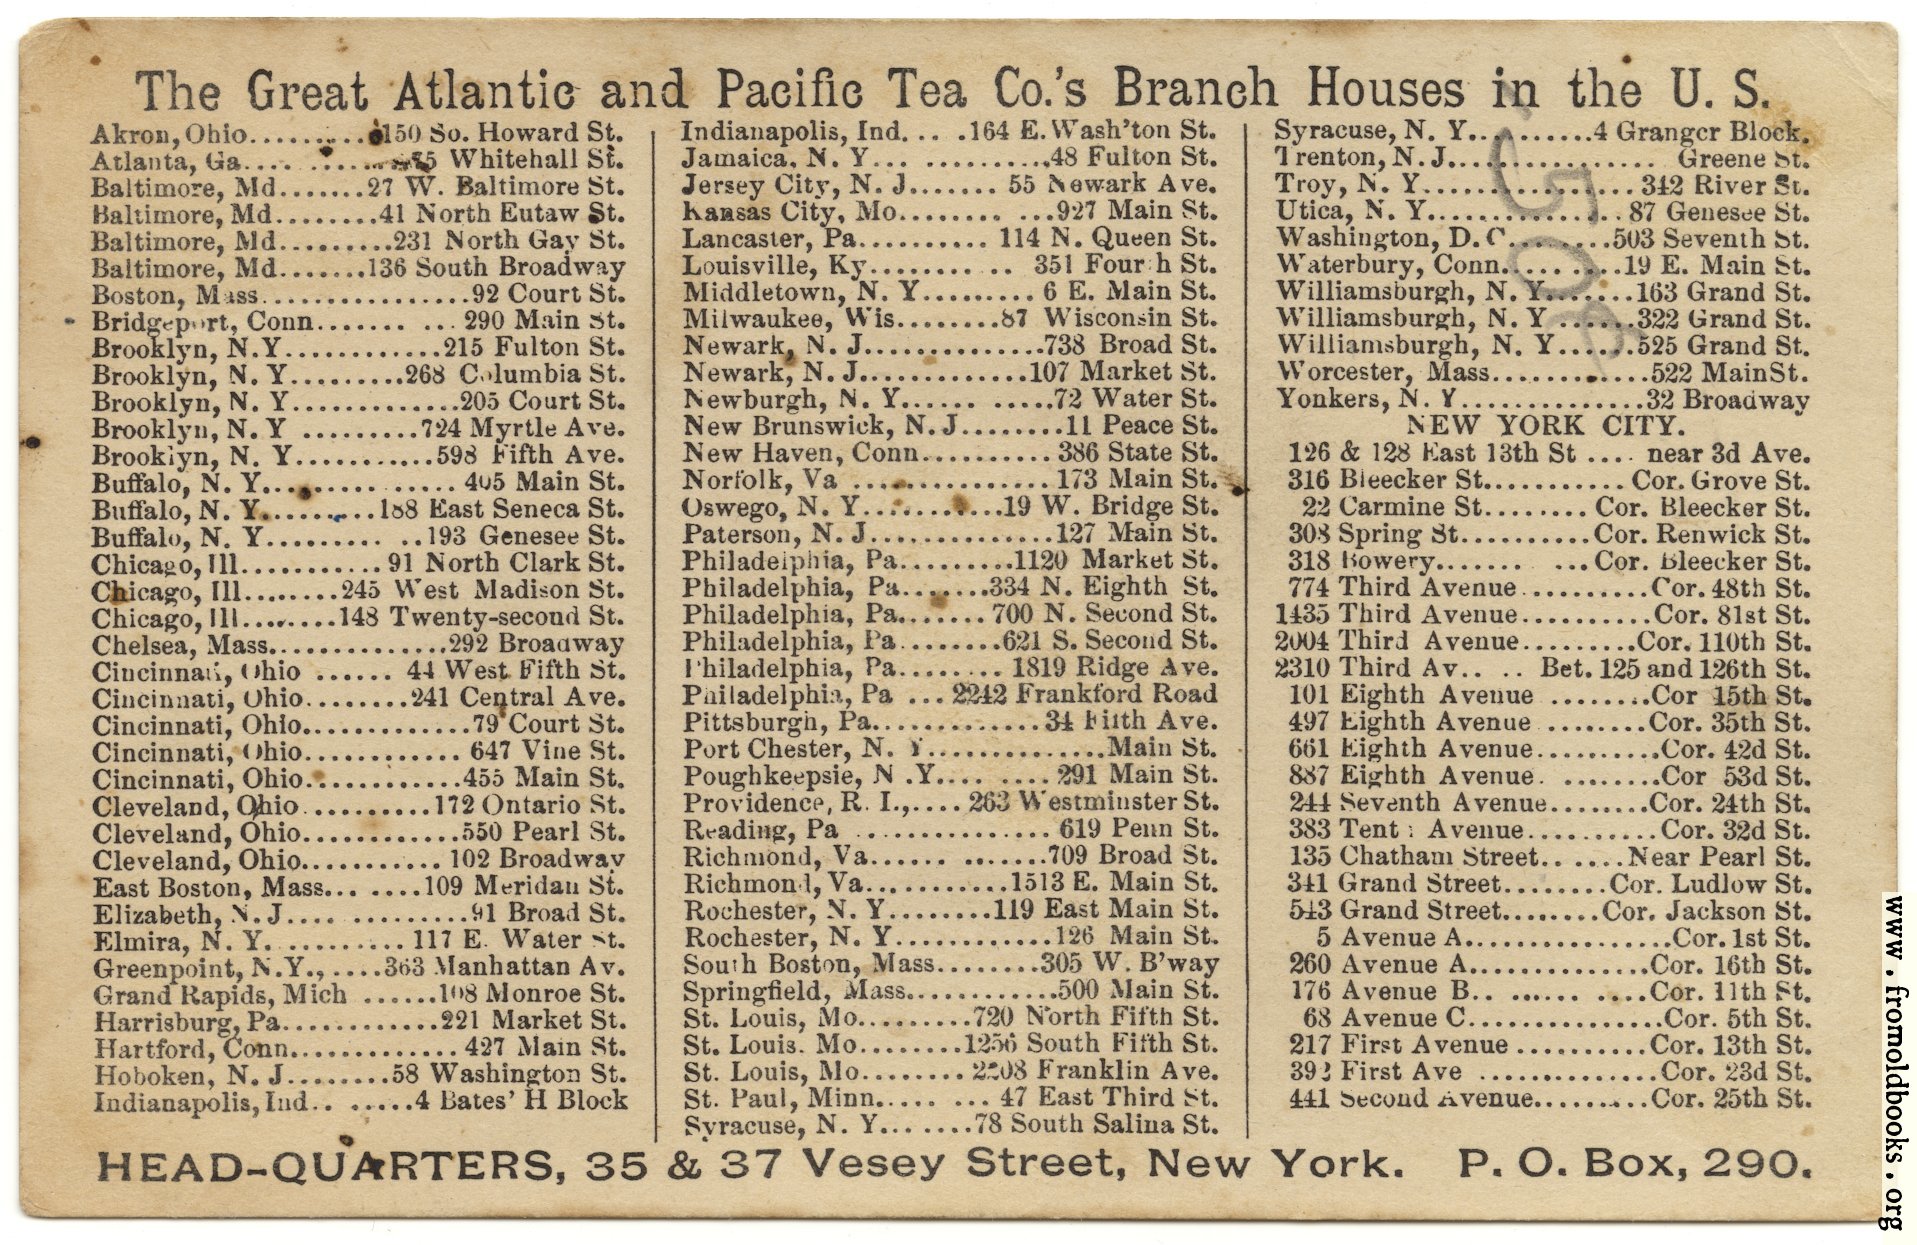 The Great Atlantic and Pacific Tea Co.'s Branch Houses in the U. S.
Akron, Ohio..........150 So. Howard St.
Atlanta, Ga.... ......75 Whitehall St.
Baltimore, Md.......27 W. Baltimore St.
Baltimore, Md........41 North Eutaw St.
Baltimore, Md.........231 North Gay St.
Baltimore, Md.......136 South Broadway
Boston, Mass................92 Court St.
Bridgeport, Conn....... ... 290 Main St.
Brooklyn, N.Y.............215 Fulton St.
Brooklyn, N. Y.........268 Columbia St.
Brooklyn, N. Y.............205 Court St.
Brooklyn, N. Y .........724 Myrtle Ave.
Brooklyn, N. Y...........598 Fifth Ave.
Buffalo, N. Y................ 405 Main St.
Buffalo, N. Y..........188 East Seneca St.
Buffalo, N. Y......... ..193 Genesee St.
Chicago, Ill............91 North Clark St.
Chicago, Ill........245 West Madison St.
Chicago, Ill........148 Twenty-second St.
Chelsea, Mass...............292 Broadway
Cincinnati, Ohio ...... 44 West Fifth St.
Cincinnati, Ohio........241 Central Ave.
Cincinnati, Ohio.............79 Court St.
Cincinnati, Ohio............ 647 Vine St.
Cincinnati, Ohio............455 Main St.
Cleveland, Ohio...........172 Ontario St.
Cleveland, Ohio............550 Pearl St.
Cleveland, Ohio........... 102 Broadway
East Boston, Mass... ....109 Meridan St.
Elizabeth, N. J.... .........91 Broad St.
Elmira, N. Y. ......... 117 E. Water St.
Greenpoint, N.Y., ....363 Manhattan Av.
Grand Rapids, Mich ......108 Monroe St.
Harrisburg, Pa............221 Market St.
Hartford, Conn............. 427 Main St.
Hoboken, N. J.........58 Washington St.
Indianapolis, Ind.. ......4 Bates' H Block
Indianapolis, Ind. .. .164 E. Wash'ton St.
Jamaica, N. Y... ...........48 Fulton St.
Jersey City, N. J....... 55 Newark Ave.
Kansas City, Mo......... ...927 Main St.
Lancaster, Pa........... 114 N. Queen St.
Louisville, Ky............ 351 Fourth St.
Middletown, N. Y.......... 6 E. Main St.
Milwaukee, Wis.........87 Wisconsin St.
Newark, N. J...............738 Broad St.
Newark, N. J..............107 Market St.
Newburgh, N. Y...... ......72 Water St.
New Brunswick, N. J........11 Peace St.
New Haven, Conn...........386 State St.
Norfolk, Va ................173 Main St.
Oswego, N. Y............19 W. Bridge St.
Paterson, N. J...............127 Main St.
Philadelphia, Pa..........1120 Market St.
Philadelphia, Pa........334 N. Eighth St.
Philadelphia, Pa........ 700 N. Second St.
Philadelphia, Pa.........621 S. Second St.
Philadelphia, Pa......... 1819 Ridge Ave.
Philadelphia, Pa ... 2242 Frankford Road
Pittsburgh, Pa..............34 Fifth Ave.
Port Chester, N. Y...............Main St.
Poughkeepsie, N .Y.... .....291 Main St.
Providence, R. I.,.... 263 Westminster St.
Reading, Pa ............... 619 Penn St.
Richmond, Va...... ........709 Broad St.
Richmond, Va............1513 E. Main St.
Rochester, N. Y.........119 East Main St.
Rochester, N. Y.............126 Main St.
South Boston, Mass.........305 W. B'way
Springfield, Mass............500 Main St.
St. Louis, Mo..........720 North Fifth St.
St. Louis. Mo.........1256 South Fifth St.
St. Louis, Mo......... 2208 Franklin Ave.
St. Paul, Minn..... ... 47 East Third St.
Syracuse, N. Y........78 South Salina St.
Syracuse, N. Y..........4 Granger Block.
Trenton, N. J................. Greene St.
Troy, N. Y..................342 River St.
Utica, N. Y................87 Genesee St.
Washington, D. C.........503 Seventh St.
Waterbury, Conn..........19 E. Main St.
Williamsburgh, N. Y.......163 Grand St.
Williamsburgh, N. Y .......322 Grand St.
Williamsburgh, N. Y.......525 Grand St.
Worcester, Mass.............522 Main St.
Yonkers, N. Y..............32 Broadway
NEW YORK CITY.
126 & 128 East 13th St .... near 3d Ave.
316 Bleecker St........... Cor. Grove St.
22 Carmine St........ Cor. Bleecker St.
308 Spring St...........Cor. Renwick St.
318 Bowery....... ...Cor. Bleecker St.
774 Third Avenue...........Cor. 48th St.
1435 Third Avenue...........Cor. 81st St.
2004 Third Avenue..........Cor. 110th St.
2310 Third Av.. .. Bet. 125 and 126th St.
101 Eighth Avenue .........Cor 15th St.
497 Eighth Avenue .........Cor. 35th St.
661 Eighth Avenue...........Cor. 42d St.
887 Eighth Avenue. .........Cor 53d St.
244 Seventh Avenue.........Cor. 24th St.
383 Tenth Avenue...........Cor. 32d St.
135 Chatham Street.. .....Near Pearl St.
341 Grand Street.........Cor. Ludlow St.
543 Grand Street........Cor. Jackson St.
5 Avenue A.................Cor. 1st St.
260 Avenue A...............Cor. 16th St.
176 Avenue B.. ...... .....Cor. 11th St.
68 Avenue C................Cor. 5th St.
217 First Avenue ...........Cor. 13th St.
392 First Ave ..............Cor. 23d St.
441 Second Avenue..........Cor. 25th St.
HEAD-QUARTERS, 35 & 37 Vesey Street, New York. P. O. Box, 290.
www.fromoldbooks.org